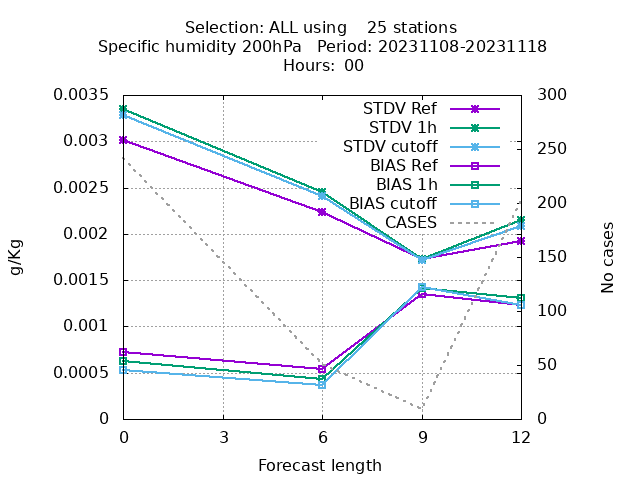 Selection: ALL using    25 stations
Specific humidity 200hPa   Period: 20231108-20231118
Hours:  00
0.0035
0.003
0.0025
0.002
0.0015
0.001
0.0005
0
300
250
200
150
100
50
0
STDV Ref
STDV 1h
STDV cutoff
BIAS Ref
BIAS 1h
BIAS cutoff
CASES
g/Kg
No cases
0 3 6 9 12
Forecast length